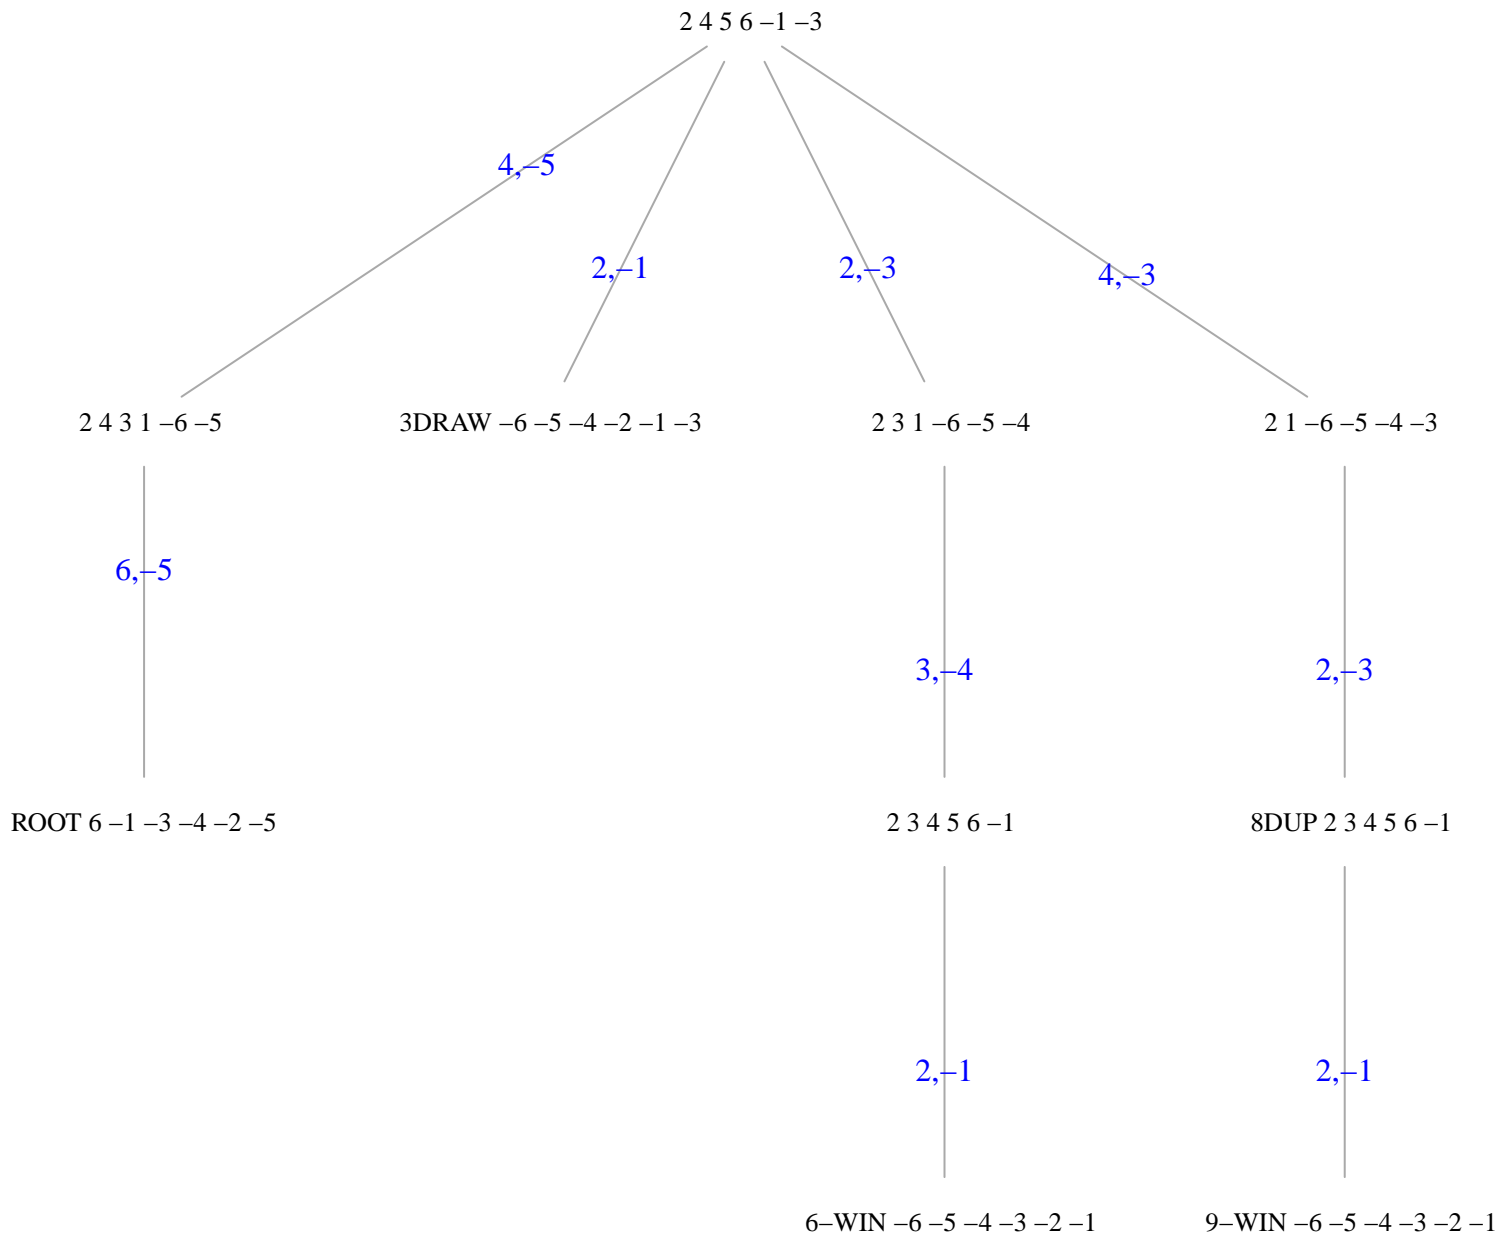 2 4 5 6 –1 –3
4,–5
2,–1
2,–3
4,–3
2 4 3 1 –6 –5
3DRAW –6 –5 –4 –2 –1 –3
2 3 1 –6 –5 –4
2 1 –6 –5 –4 –3
6,–5
3,–4
2,–3
ROOT 6 –1 –3 –4 –2 –5
2 3 4 5 6 –1
8DUP 2 3 4 5 6 –1
2,–1
2,–1
6–WIN –6 –5 –4 –3 –2 –1
9–WIN –6 –5 –4 –3 –2 –1